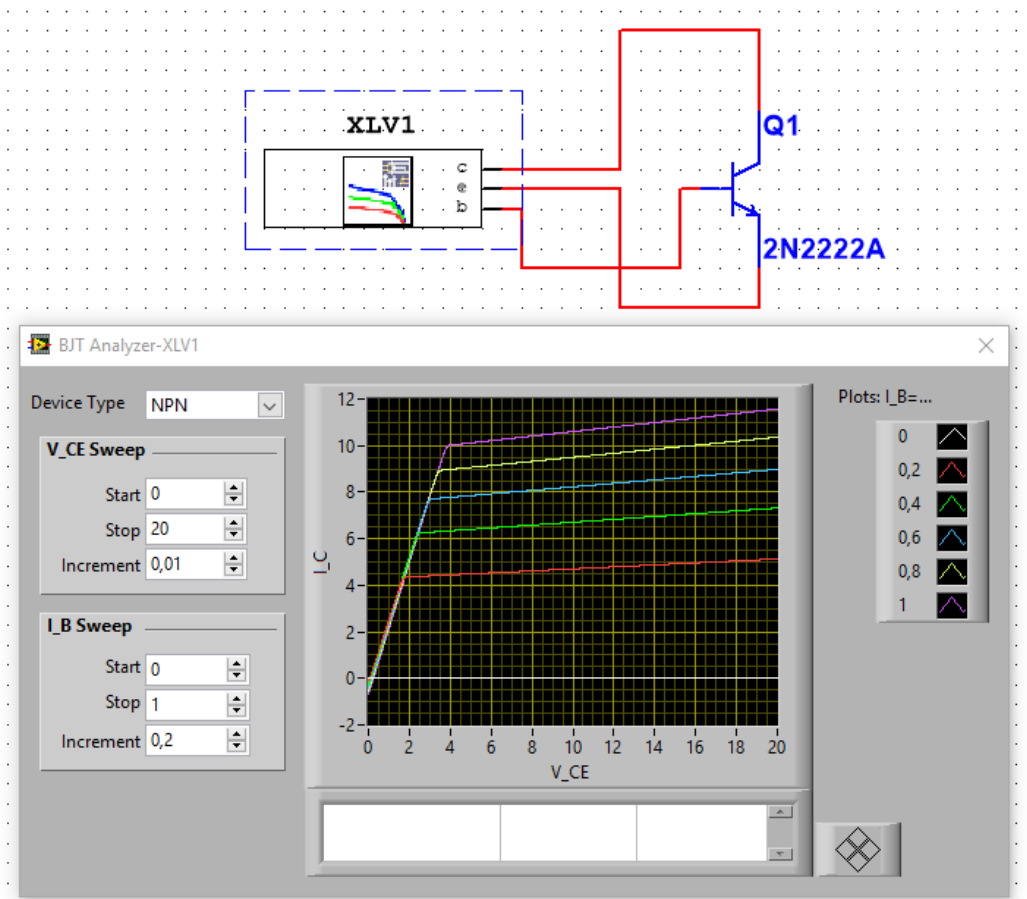 XLV1
c
e
b
Q1
2N2222A
BJT Analyzer-XLV1
Device Type NPN
V_CE Sweep
Start 0
Stop 20
Increment 0,01
I_B Sweep
Start 0
Stop 1
Increment 0,2
I_C
12
10
8
6
4
2
0
-2
0 2 4 6 8 10 12 14 16 18 20
V_CE
Plots: I_B=...
0
0,2
0,4
0,6
0,8
1